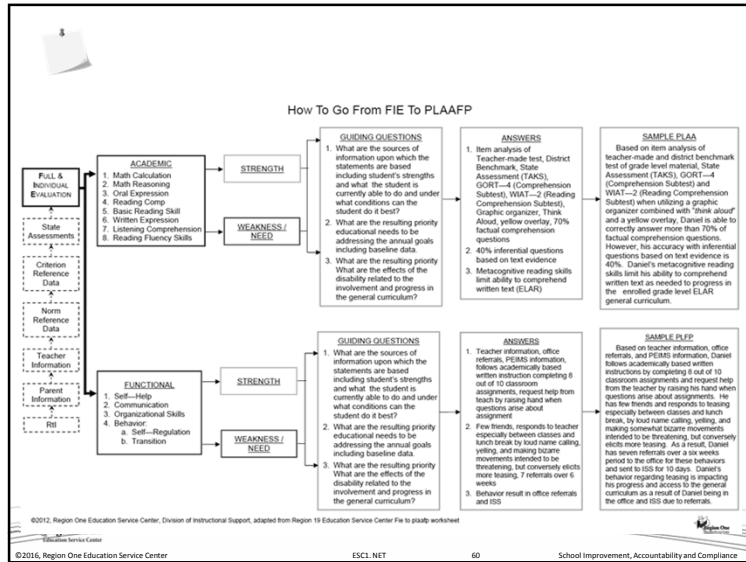 How To Go From FIE To PLAAFP
FULL &
INDIVIDUAL
EVALUATION
State
Assessments
Criterion
Reference
Data
Norm
Reference
Data
Teacher
Information
Parent
Information
RtI
ACADEMIC
1. Math Calculation
2. Math Reasoning
3. Oral Expression
4. Reading Comp
5. Basic Reading Skill
6. Written Expression
7. Listening Comprehension
8. Reading Fluency Skills
STRENGTH
WEAKNESS /
NEED
GUIDING QUESTIONS
1. What are the sources of
information upon which the
statements are based
including student's strengths
and what the student is
currently able to do and under
what conditions can the
student do it best?
2. What are the resulting priority
educational needs to be
addressing the annual goals
including baseline data.
3. What are the resulting priority
What are the effects of the
disability related to the
involvement and progress in
the general curriculum?
ANSWERS
1. Item analysis of
Teacher-made test, District
Benchmark, State
Assessment (TAKS),
GORT—4 (Comprehension
Subtest), WIAT—2 (Reading
Comprehension Subtest),
Graphic organizer, Think
Aloud, yellow overlay, 70%
factual comprehension
questions
2. 40% inferential questions
based on text evidence
3. Metacognitive reading skills
limit ability to comprehend
written text (ELAR)
SAMPLE PLAA
Based on item analysis of
teacher-made and district benchmark
test of grade level material, State
Assessment (TAKS), GORT—4
(Comprehension Subtest) and
WIAT—2 (Reading Comprehension
Subtest) when utilizing a graphic
organizer combined with "think aloud"
and a yellow overlay, Daniel is able to
correctly answer more than 70% of
factual comprehension questions.
However, his accuracy with inferential
questions based on text evidence is
40%. Daniel's metacognitive reading
skills limit his ability to comprehend
written text as needed to progress in
the enrolled grade level ELAR
general curriculum.
FUNCTIONAL
1. Self—Help
2. Communication
3. Organizational Skills
4. Behavior:
a. Self—Regulation
b. Transition
STRENGTH
WEAKNESS /
NEED
GUIDING QUESTIONS
1. What are the sources of
information upon which the
statements are based
including student's strengths
and what the student is
currently able to do and under
what conditions can the
student do it best?
2. What are the resulting priority
educational needs to be
addressing the annual goals
including baseline data.
3. What are the resulting priority
What are the effects of the
disability related to the
involvement and progress in
the general curriculum?
ANSWERS
1. Teacher information, office
referrals, PEIMS information,
follows academically based
written instruction completing 8
out of 10 classroom
assignments, request help from
teach by raising hand when
questions arise about
assignment
2. Few friends, responds to teacher
especially between classes and
lunch break by loud name calling,
yelling, and making bizarre
movements intended to be
threatening, but conversely elicits
more teasing, 7 referrals over 6
weeks
3. Behavior result in office referrals
and ISS
SAMPLE PLFP
Based on teacher information, office
referrals, and PEIMS information, Daniel
follows academically based written
instructions by completing 8 out of 10
classroom assignments and request help
from the teacher by raising his hand when
questions arise about assignments. He
has few friends and responds to teasing
especially between classes and lunch
break, by loud name calling, yelling, and
making somewhat bizarre movements
intended to be threatening, but conversely
elicits more teasing. As a result, Daniel
has seven referrals over a six weeks
period to the office for these behaviors
and sent to ISS for 10 days. Daniel's
behavior regarding teasing is impacting
his progress and access to the general
curriculum as a result of Daniel being in
the office and ISS due to referrals.
©2012, Region One Education Service Center, Division of Instructional Support, adapted from Region 19 Education Service Center Fie to plaafp worksheet
Education Service Center
Region One
©2016, Region One Education Service Center ESC1. NET 60 School Improvement, Accountability and Compliance